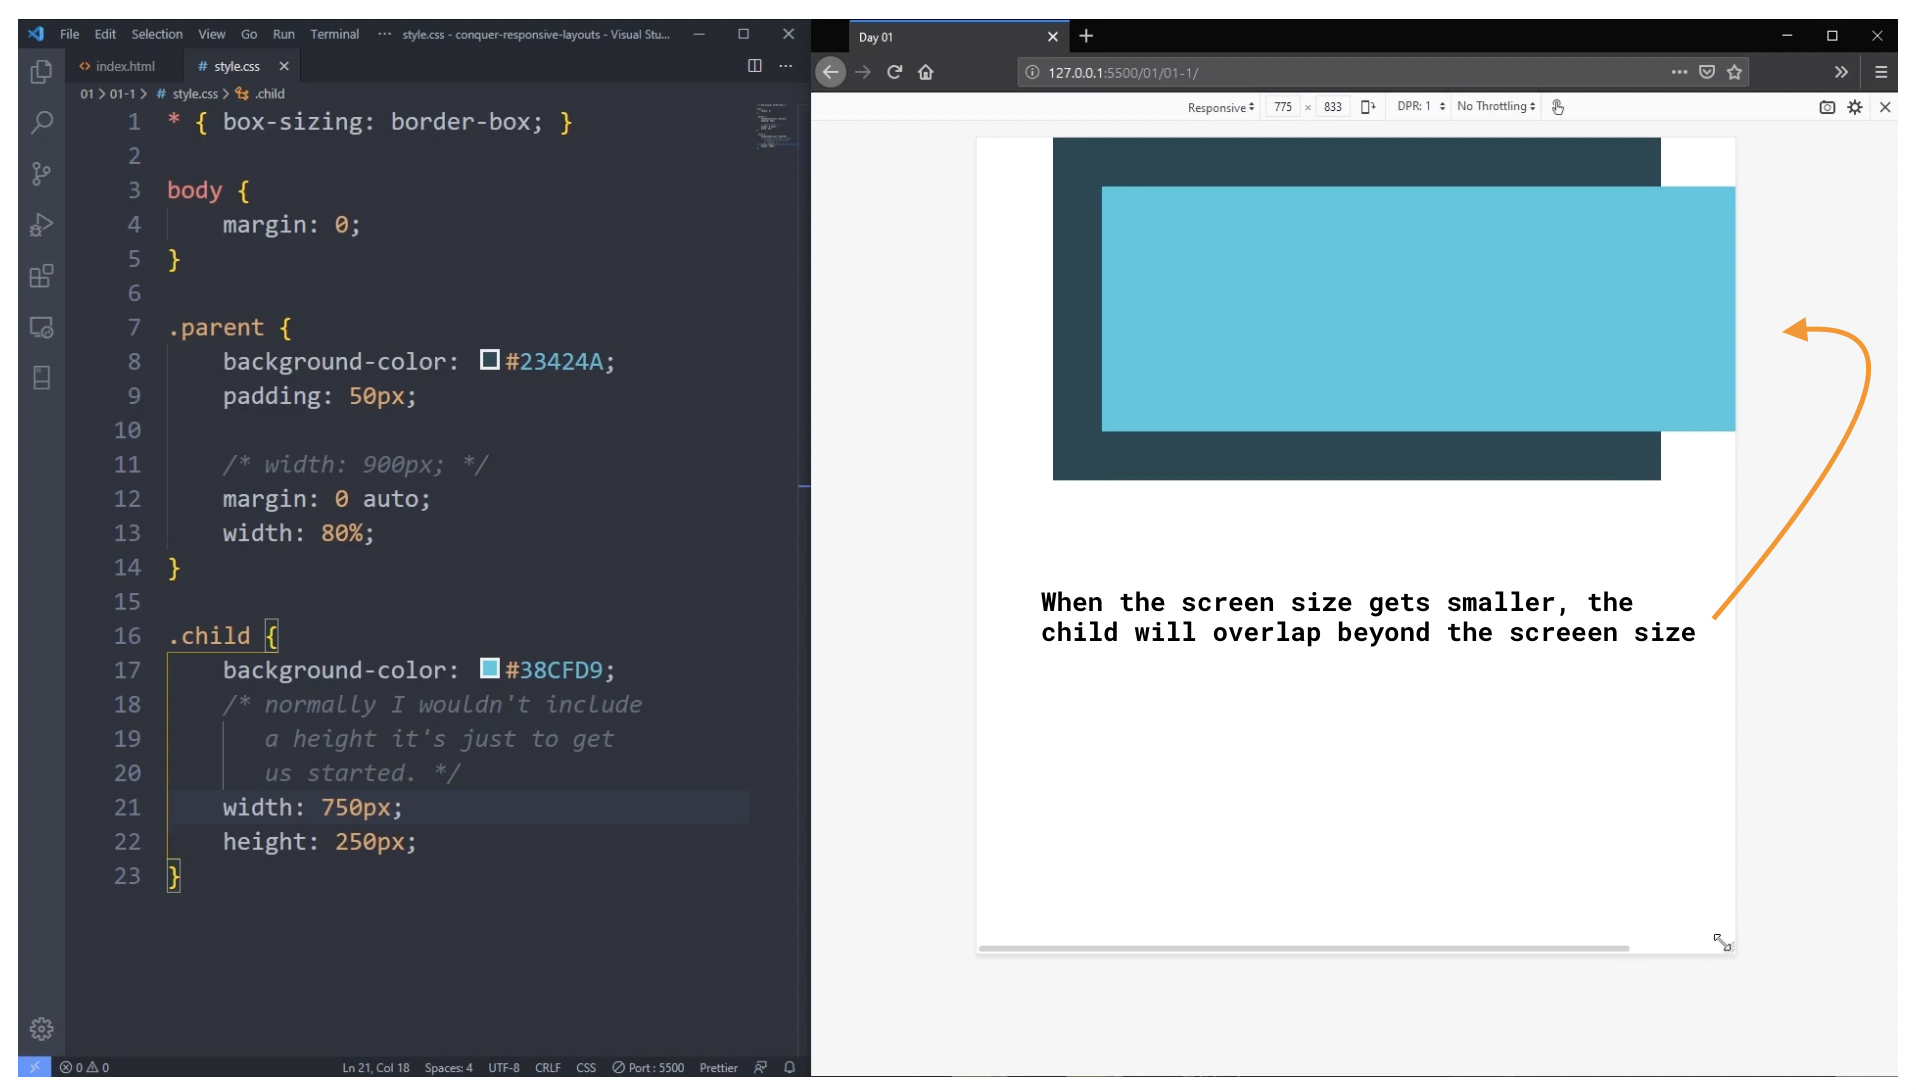 File Edit Selection View Go Run Terminal ··· style.css - conquer-responsive-layouts - Visual Stu...
<> index.html # style.css ×
01 > 01-1 > # style.css > .child
1 * { box-sizing: border-box; }
2
3 body {
4 margin: 0;
5 }
6
7 .parent {
8 background-color: #23424A;
9 padding: 50px;
10
11 /* width: 900px; */
12 margin: 0 auto;
13 width: 80%;
14 }
15
16 .child {
17 background-color: #38CFD9;
18 /* normally I wouldn't include
19 a height it's just to get
20 us started. */
21 width: 750px;
22 height: 250px;
23 }
0 0 Ln 21, Col 18 Spaces: 4 UTF-8 CRLF CSS Port : 5500 Prettier
Day 01
127.0.0.1:5500/01/01-1/
Responsive 775 × 833 DPR: 1 No Throttling
When the screen size gets smaller, the
child will overlap beyond the screeen size